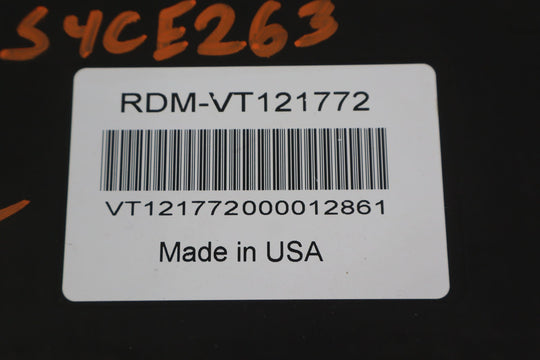 S4CE263
RDM-VT121772
VT121772000012861
Made in USA